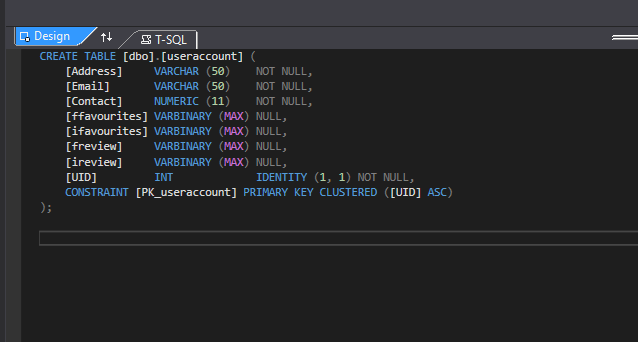 Design T-SQL
CREATE TABLE [dbo].[useraccount] (
    [Address]     VARCHAR (50)    NOT NULL,
    [Email]       VARCHAR (50)    NOT NULL,
    [Contact]     NUMERIC (11)    NOT NULL,
    [ffavourites] VARBINARY (MAX) NULL,
    [ifavourites] VARBINARY (MAX) NULL,
    [freview]     VARBINARY (MAX) NULL,
    [ireview]     VARBINARY (MAX) NULL,
    [UID]         INT             IDENTITY (1, 1) NOT NULL,
    CONSTRAINT [PK_useraccount] PRIMARY KEY CLUSTERED ([UID] ASC)
);